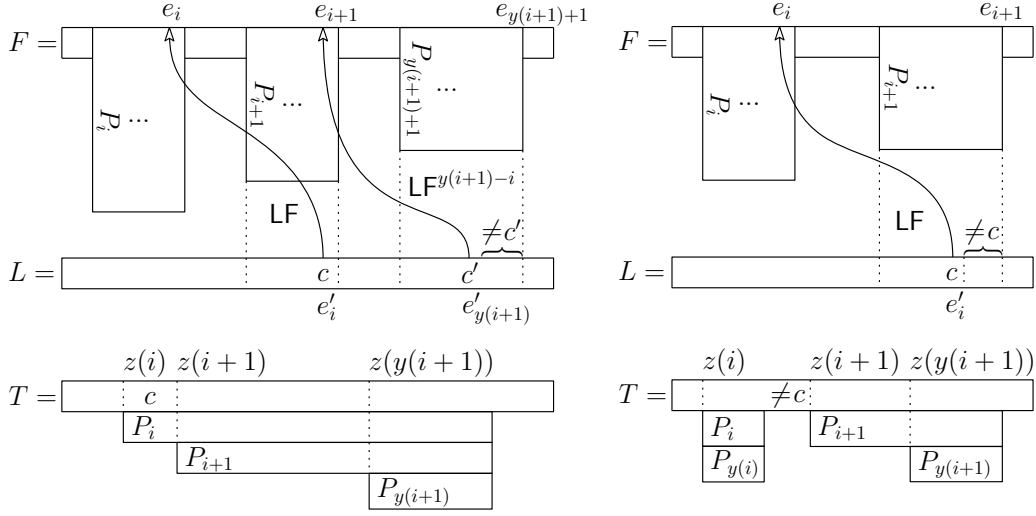 e_i e_{i+1} e_{y(i+1)+1} e_i e_{i+1}
F = F =
P_i ... P_{i+1} ... P_{y(i+1)+1} ... P_i ... P_{i+1} ...
LF LF^{y(i+1)−i} LF
≠c′ ≠c
L = c c′ L = c
e′_i e′_{y(i+1)} e′_i
z(i) z(i + 1) z(y(i+1)) z(i) z(i + 1) z(y(i+1))
T = c T = ≠c
P_i P_i P_{i+1}
P_{i+1} P_{y(i)} P_{y(i+1)}
P_{y(i+1)}